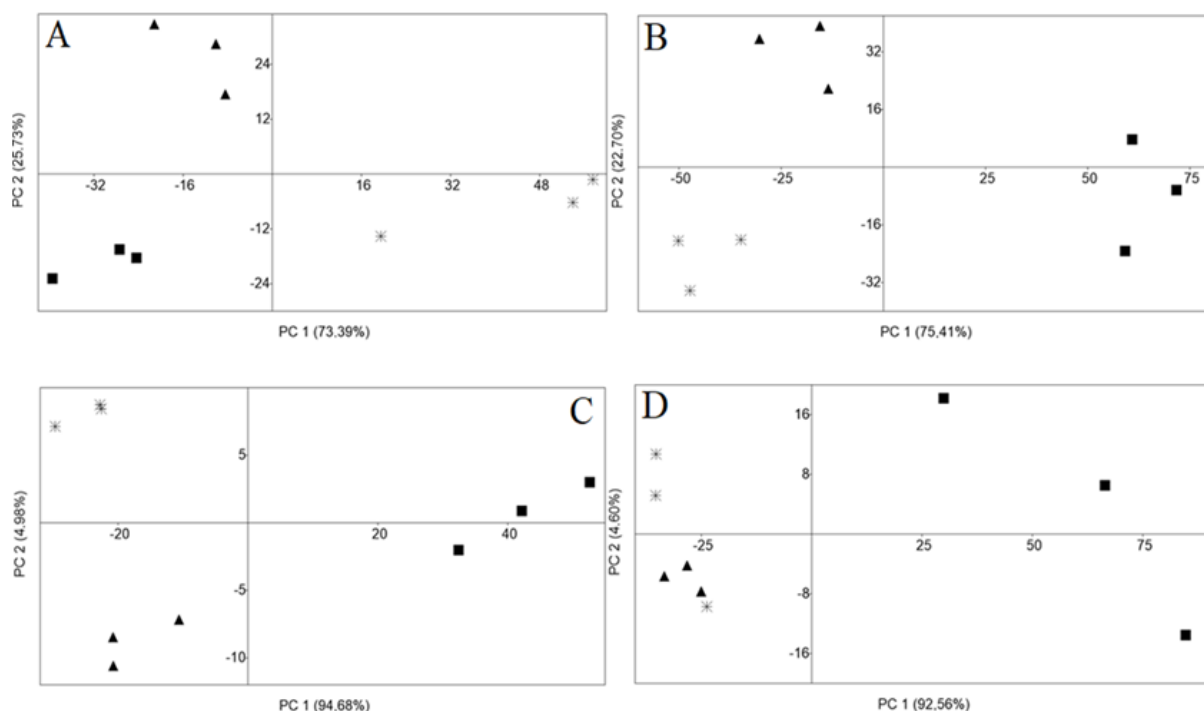 A
PC 2 (25.73%)
24
12
-32 -16 16 32 48
-12
-24
PC 1 (73,39%)
B
PC 2 (22.70%)
32
16
-50 -25 25 50 75
-16
-32
PC 1 (75,41%)
C
PC 2 (4.98%)
5
-20 20 40
-5
-10
PC 1 (94,68%)
D
PC 2 (4.60%)
16
8
-25 25 50 75
-8
-16
PC 1 (92,56%)